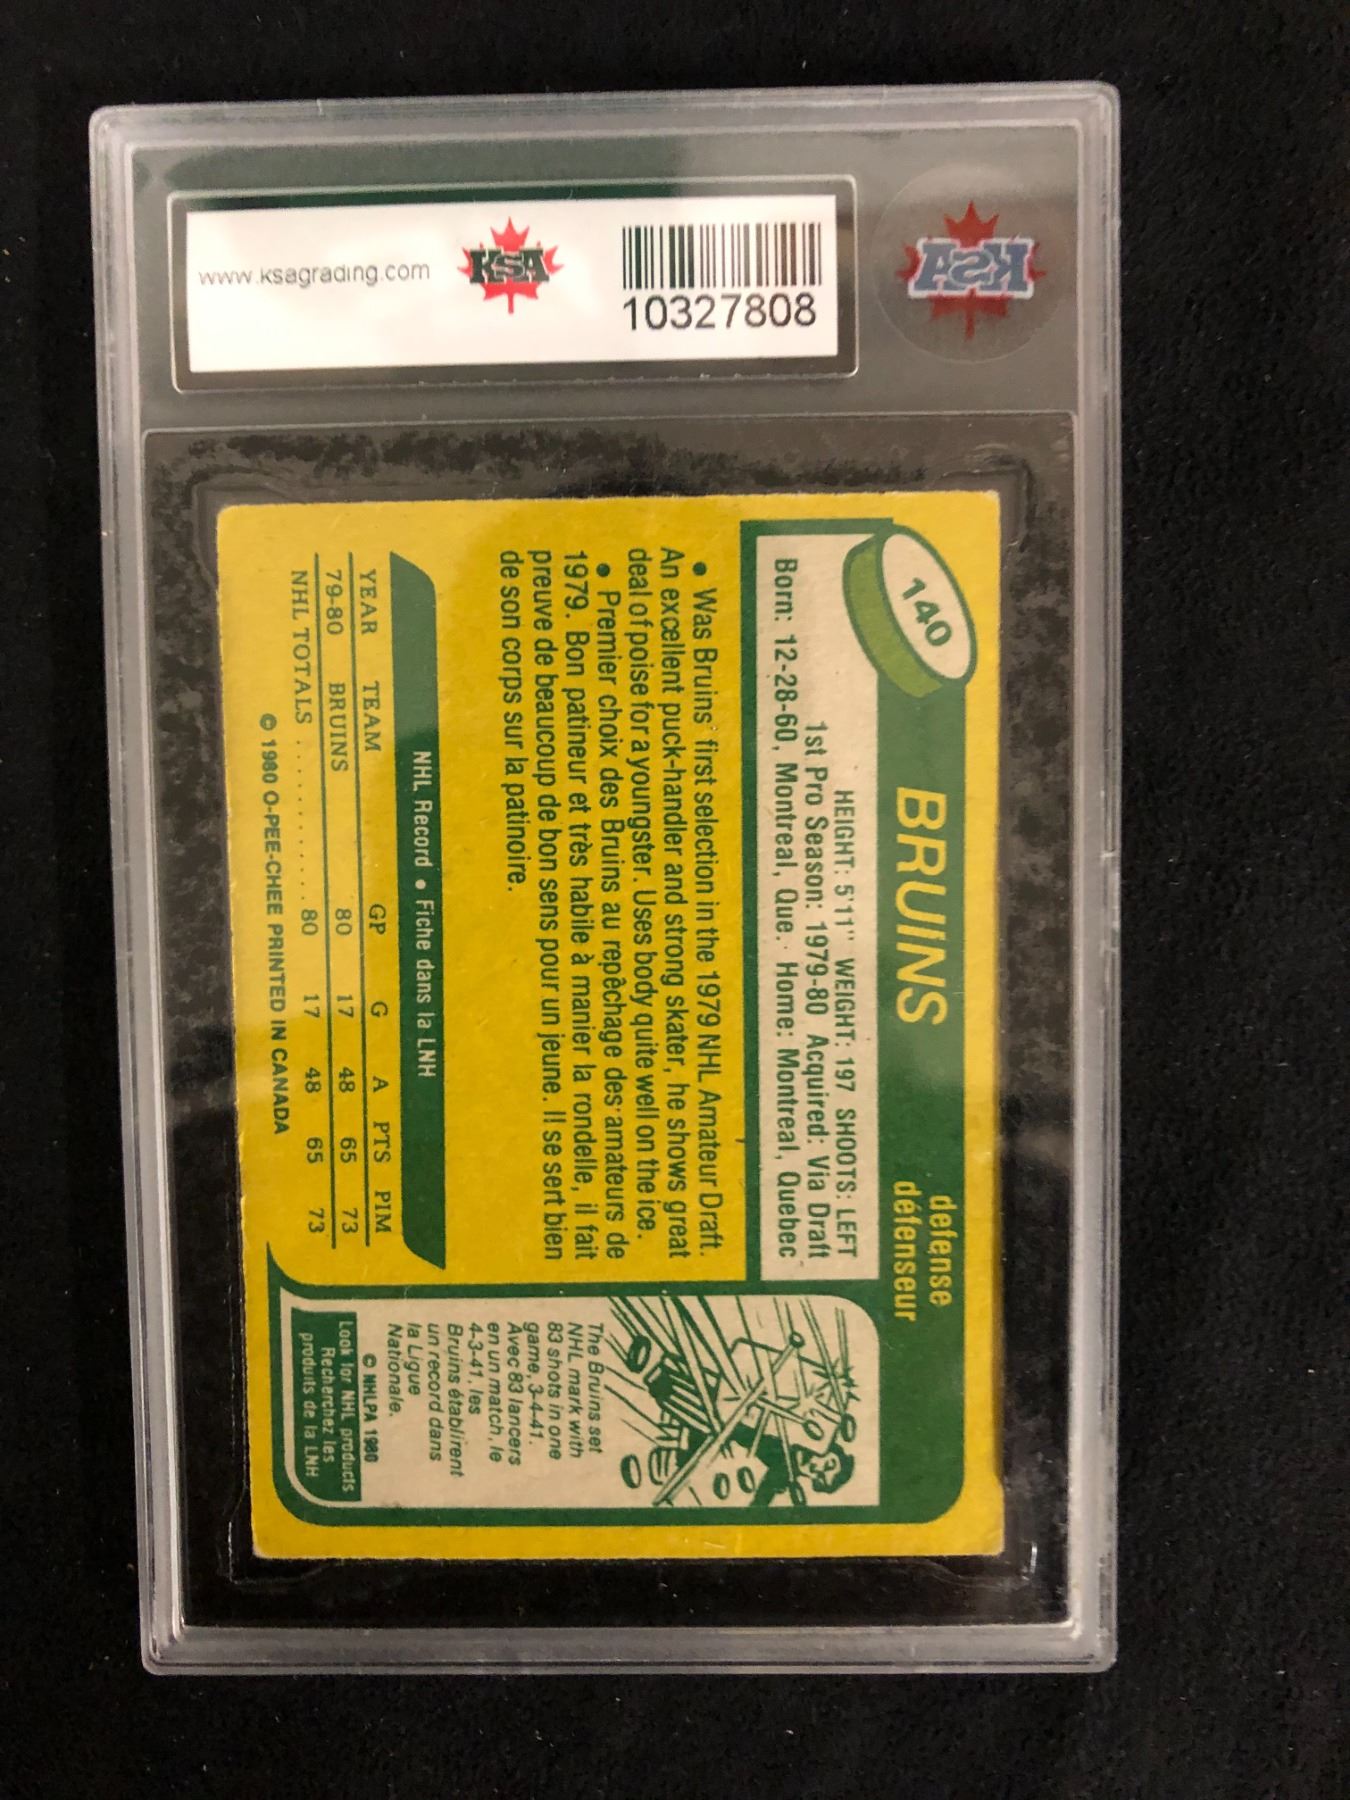 www.ksagrading.com
KSA
10327808
KSA
140
BRUINS
defense
défenseur
HEIGHT: 5'11" WEIGHT: 197 SHOOTS: LEFT
1st Pro Season: 1979-80 Acquired: Via Draft
Born: 12-28-60, Montreal, Que. Home: Montreal, Quebec
• Was Bruins' first selection in the 1979 NHL Amateur Draft.
An excellent puck-handler and strong skater, he shows great
deal of poise for a youngster. Uses body quite well on the ice.
• Premier choix des Bruins au repêchage des amateurs de
1979. Bon patineur et très habile à manier la rondelle, il fait
preuve de beaucoup de bon sens pour un jeune. Il se sert bien
de son corps sur la patinoire.
NHL Record • Fiche dans la LNH
YEAR TEAM GP G A PTS PIM
79-80 BRUINS 80 17 48 65 73
NHL TOTALS .......... 80 17 48 65 73
© 1980 O-PEE-CHEE PRINTED IN CANADA
The Bruins set
NHL mark with
83 shots in one
game, 3-4-41.
Avec 83 lancers
en un match, le
4-3-41, les
Bruins établirent
un record dans
la Ligue
Nationale.
© NHLPA 1980
Look for NHL products
Recherchez les
produits de la LNH